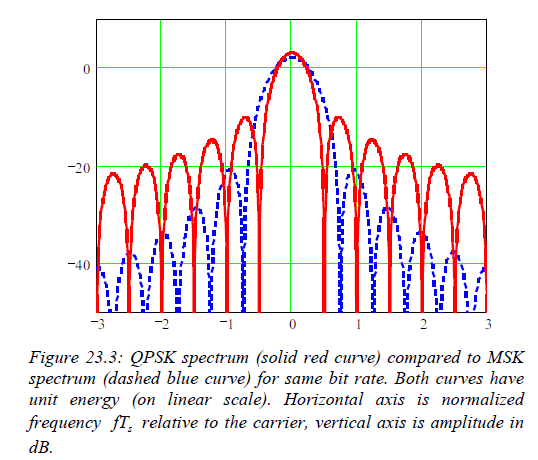 0
−20
−40
−3 −2 −1 0 1 2 3
Figure 23.3: QPSK spectrum (solid red curve) compared to MSK
spectrum (dashed blue curve) for same bit rate. Both curves have
unit energy (on linear scale). Horizontal axis is normalized
frequency fTₛ relative to the carrier, vertical axis is amplitude in
dB.